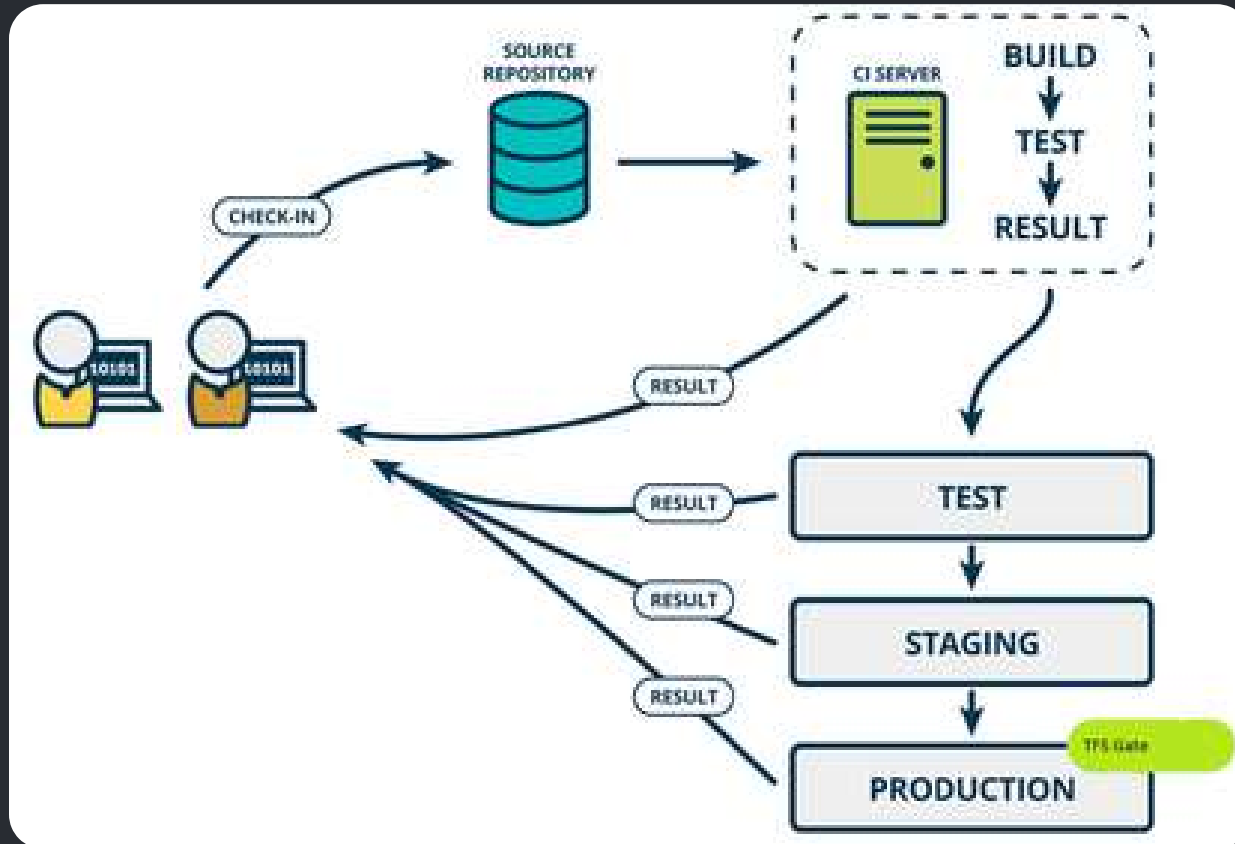 SOURCE
REPOSITORY
CI SERVER
BUILD
TEST
RESULT
CHECK-IN
10101
10101
RESULT
TEST
RESULT
RESULT
STAGING
RESULT
TFS Gate
PRODUCTION